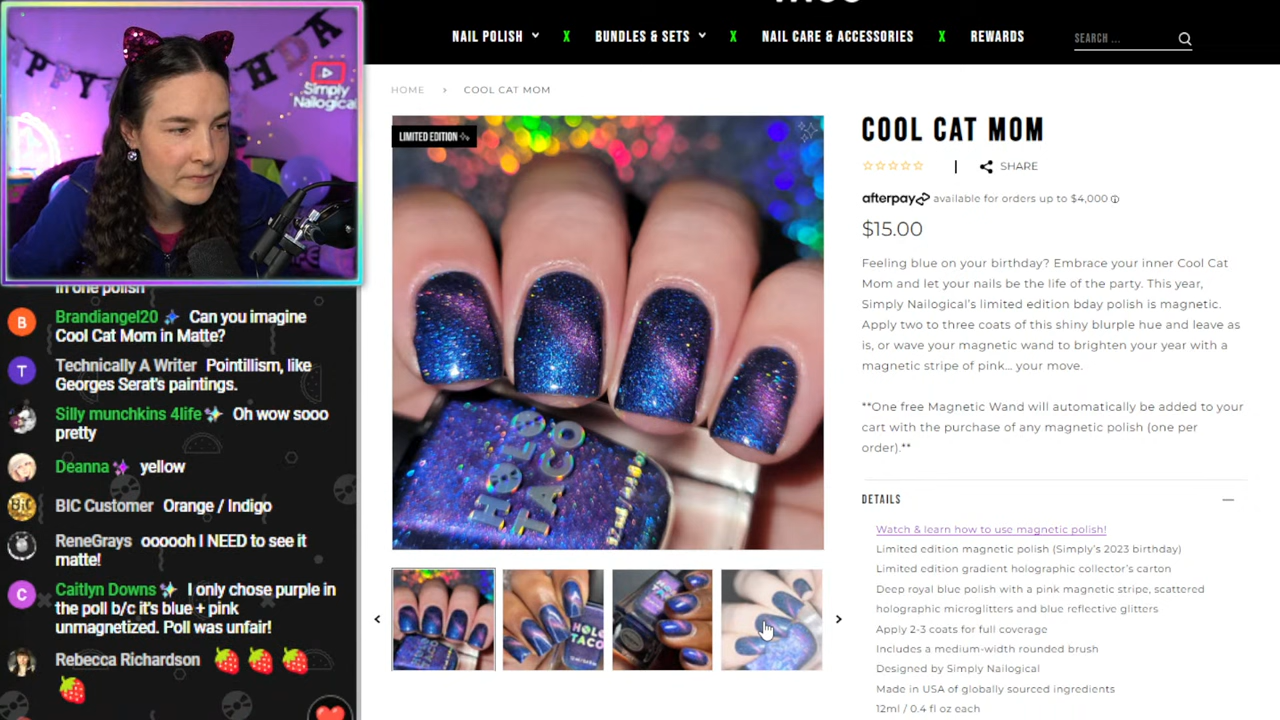 NAIL POLISH
X
BUNDLES & SETS
X
NAIL CARE & ACCESSORIES
X
REWARDS
SEARCH ...
Simply
Nailogical
HOME
COOL CAT MOM
LIMITED EDITION
HOLO
TACO
COOL CAT MOM
| SHARE
afterpay available for orders up to $4,000
$15.00
Feeling blue on your birthday? Embrace your inner Cool Cat
Mom and let your nails be the life of the party. This year,
Simply Nailogical's limited edition bday polish is magnetic.
Apply two to three coats of this shiny blurple hue and leave as
is, or wave your magnetic wand to brighten your year with a
magnetic stripe of pink... your move.
**One free Magnetic Wand will automatically be added to your
cart with the purchase of any magnetic polish (one per
order).**
DETAILS
Watch & learn how to use magnetic polish!
Limited edition magnetic polish (Simply's 2023 birthday)
Limited edition gradient holographic collector's carton
Deep royal blue polish with a pink magnetic stripe, scattered
holographic microglitters and blue reflective glitters
Apply 2-3 coats for full coverage
Includes a medium-width rounded brush
Designed by Simply Nailogical
Made in USA of globally sourced ingredients
12ml / 0.4 fl oz each
in one polish
B
Brandiangel20 Can you imagine
Cool Cat Mom in Matte?
T
Technically A Writer Pointillism, like
Georges Serat's paintings.
Silly munchkins 4life Oh wow sooo
pretty
Deanna yellow
BIC
BIC Customer Orange / Indigo
ReneGrays oooooh I NEED to see it
matte!
C
Caitlyn Downs I only chose purple in
the poll b/c it's blue + pink
unmagnetized. Poll was unfair!
Rebecca Richardson